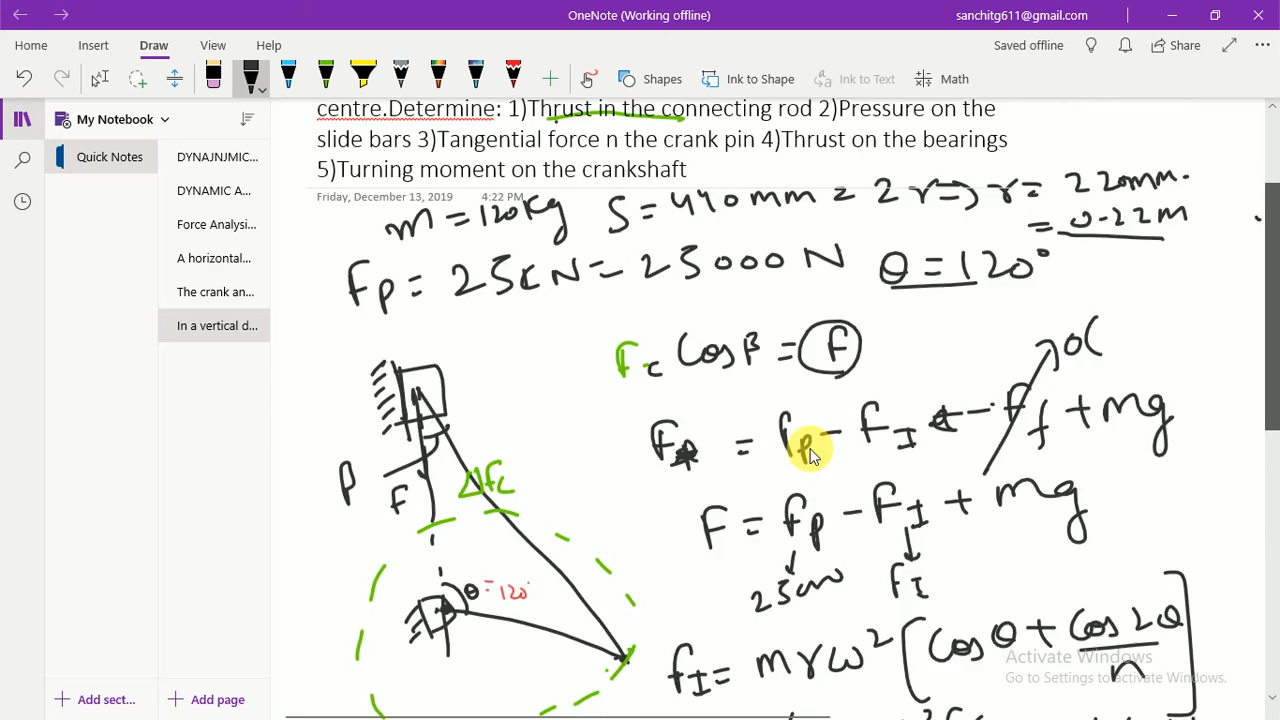 OneNote (Working offline)
sanchitg611@gmail.com
Home Insert Draw View Help
Saved offline
Share
Shapes
Ink to Shape
Ink to Text
Math
My Notebook
Quick Notes
DYNAJNJMIC...
DYNAMIC A...
Force Analysi...
A horizontal...
The crank an...
In a vertical d...
Add sect...
Add page
centre.Determine: 1)Thrust in the connecting rod 2)Pressure on the
slide bars 3)Tangential force n the crank pin 4)Thrust on the bearings
5)Turning moment on the crankshaft
Friday, December 13, 2019 4:22 PM
m = 120kg S = 440mm = 2r => r = 220mm.
= 0.22m
Fp = 25kN = 25000 N θ = 120°
Fc Cosβ = F
F = fp - FI - Ff + mg
F = fp - FI + mg
fI
β
F
fc
θ = 120°
fI = mrω² [Cosθ + Cos2θ/n]
Activate Windows
Go to Settings to activate Windows.